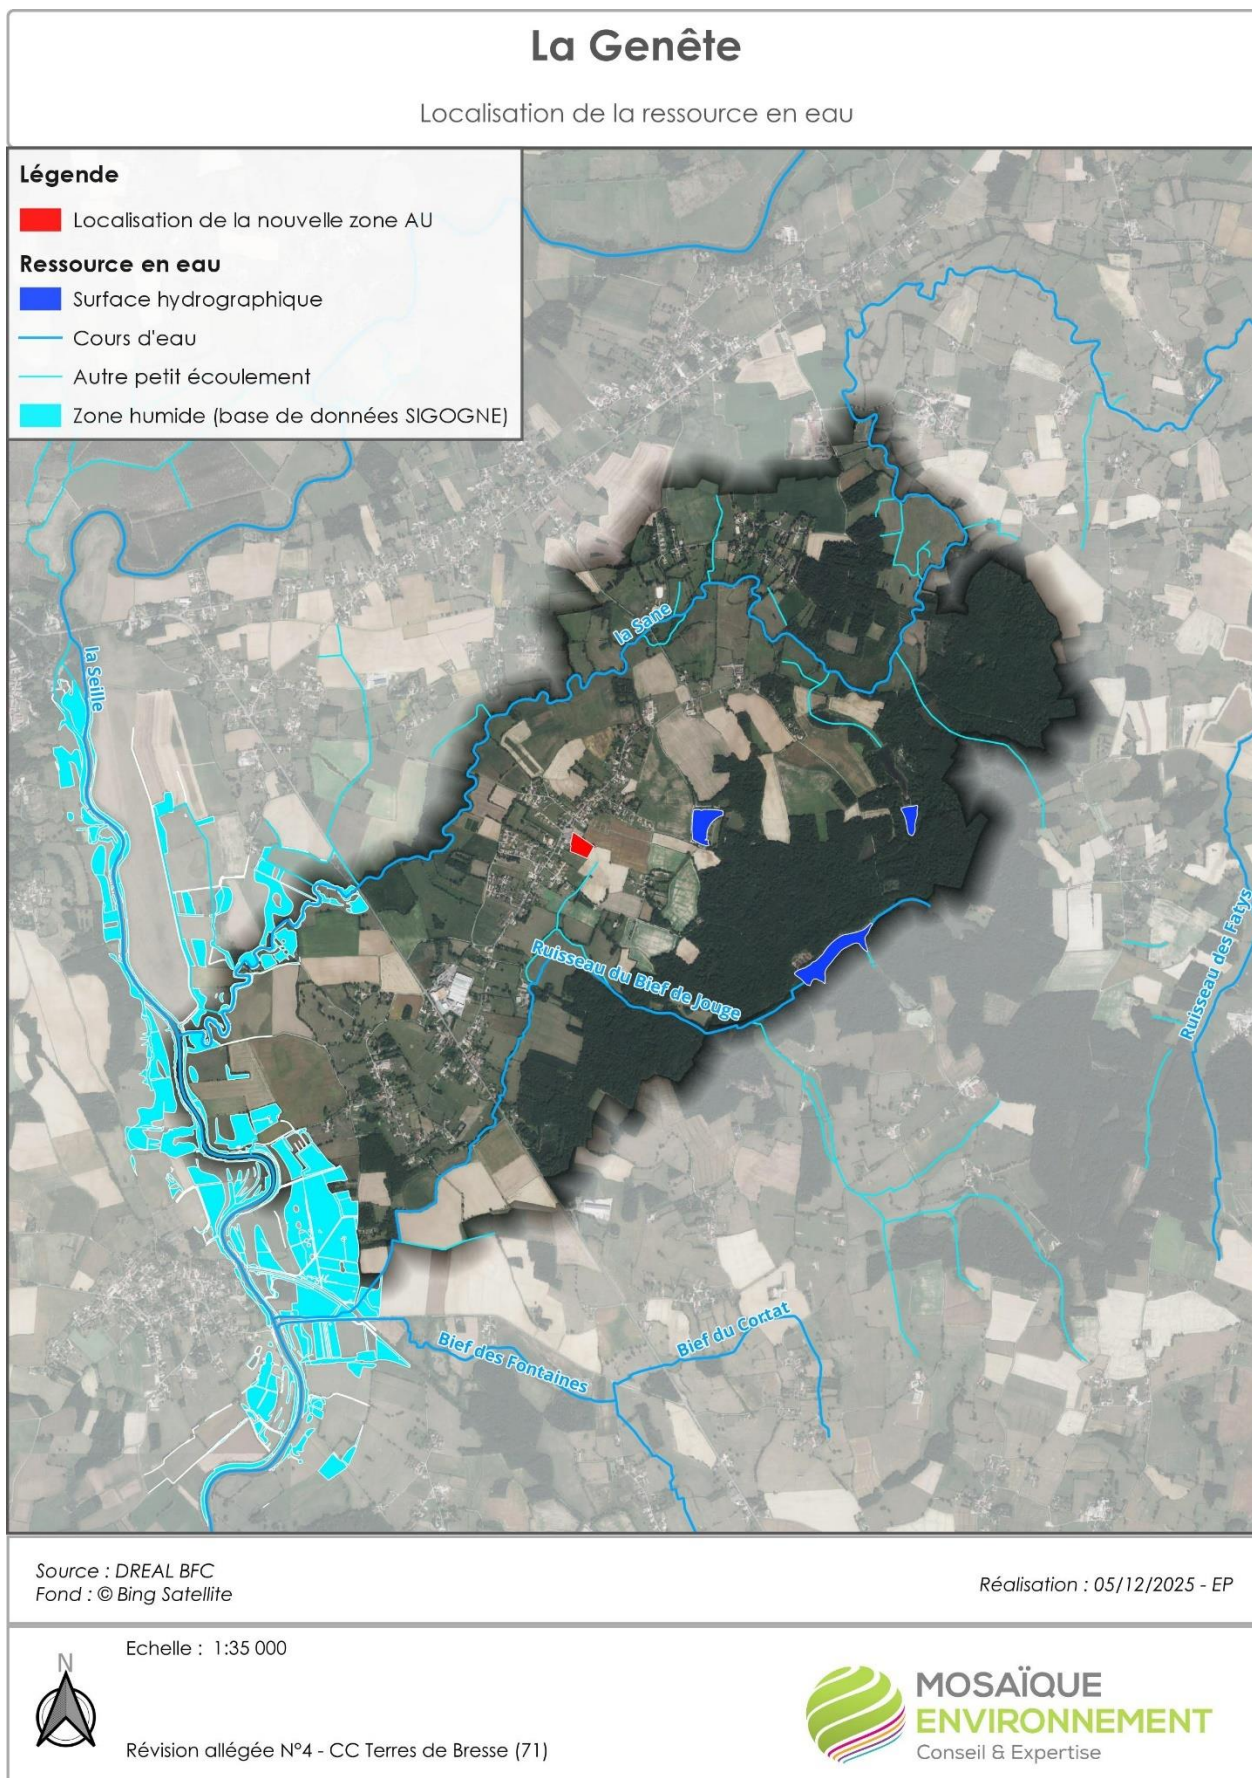 La Genête
Localisation de la ressource en eau
Légende
Localisation de la nouvelle zone AU
Ressource en eau
Surface hydrographique
Cours d'eau
Autre petit écoulement
Zone humide (base de données SIGOGNE)
la Sane
la Seille
Ruisseau des Fatys
Ruisseau du Bief de Jouge
Bief du Cortat
Bief des Fontaines
Source : DREAL BFC
Fond : © Bing Satellite
Réalisation : 05/12/2025 - EP
N
Echelle : 1:35 000
Révision allégée N°4 - CC Terres de Bresse (71)
MOSAÏQUE
ENVIRONNEMENT
Conseil & Expertise